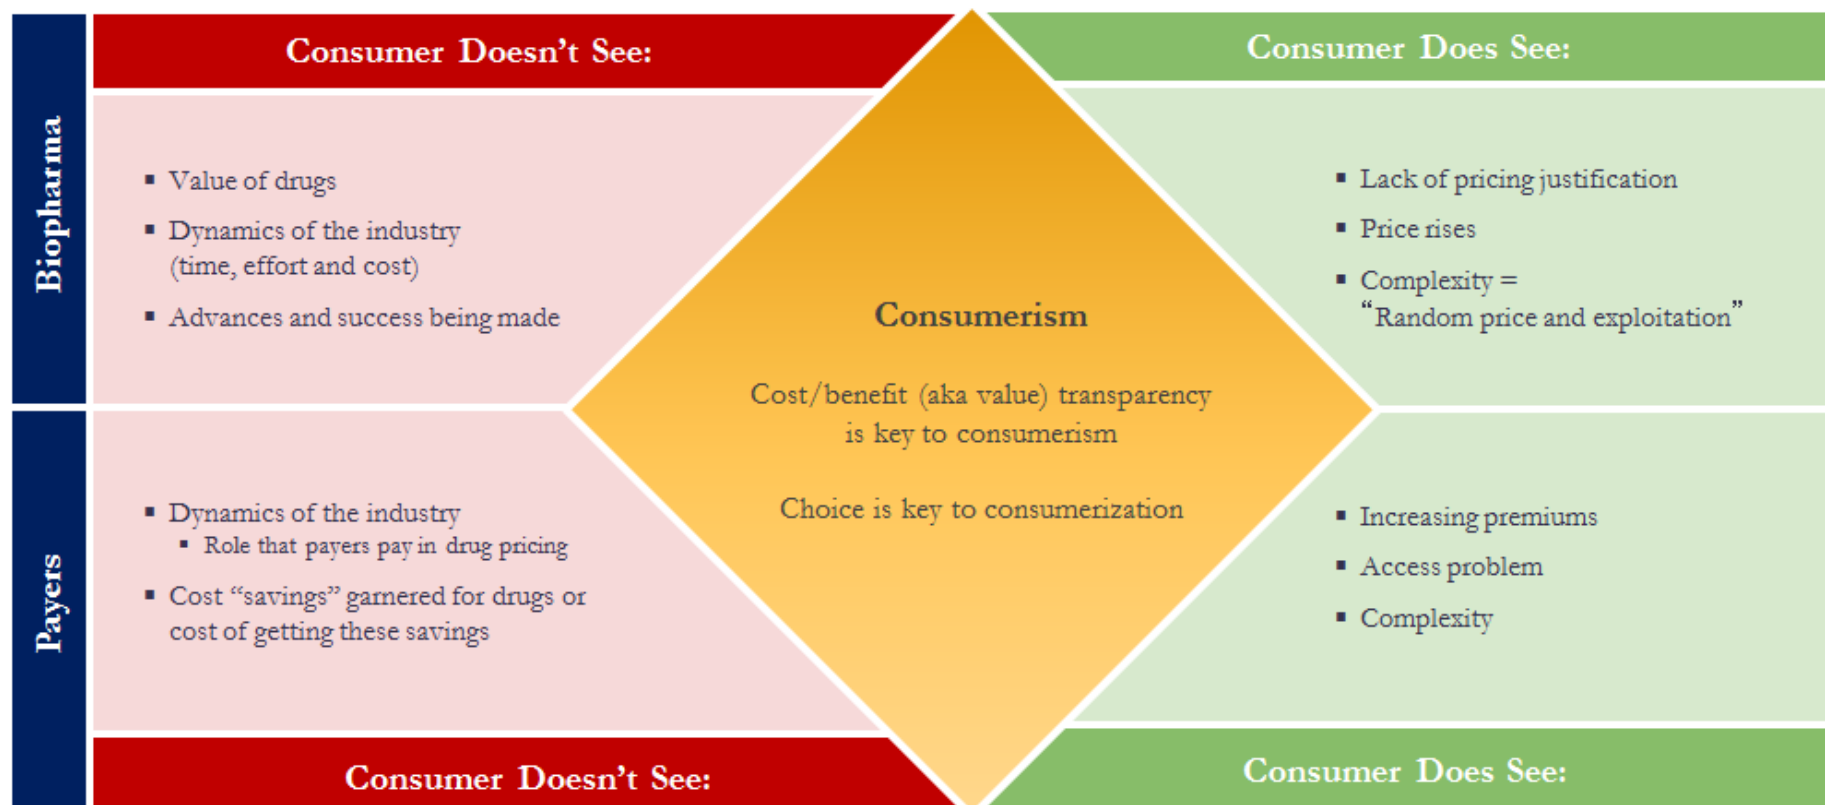 Consumer Doesn't See:
Consumer Does See:
Biopharma
▪ Value of drugs
▪ Dynamics of the industry
(time, effort and cost)
▪ Advances and success being made
▪ Lack of pricing justification
▪ Price rises
▪ Complexity =
“Random price and exploitation”
Consumerism
Cost/benefit (aka value) transparency
is key to consumerism
Choice is key to consumerization
Payers
▪ Dynamics of the industry
▪ Role that payers pay in drug pricing
▪ Cost “savings” garnered for drugs or
cost of getting these savings
▪ Increasing premiums
▪ Access problem
▪ Complexity
Consumer Doesn't See:
Consumer Does See: